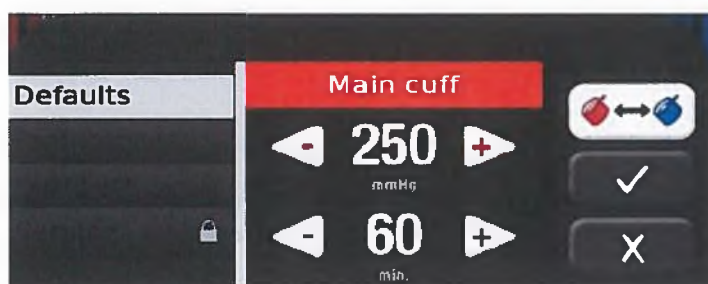 Defaults
Main cuff
- 250 +
mmHg
- 60 +
min.